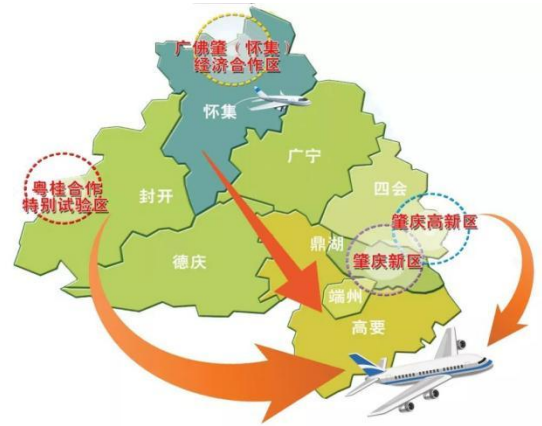 广佛肇（怀集）
经济合作区
怀集
广宁
四会
粤桂合作
特别试验区
封开
肇庆高新区
鼎湖
德庆
肇庆新区
端州
高要